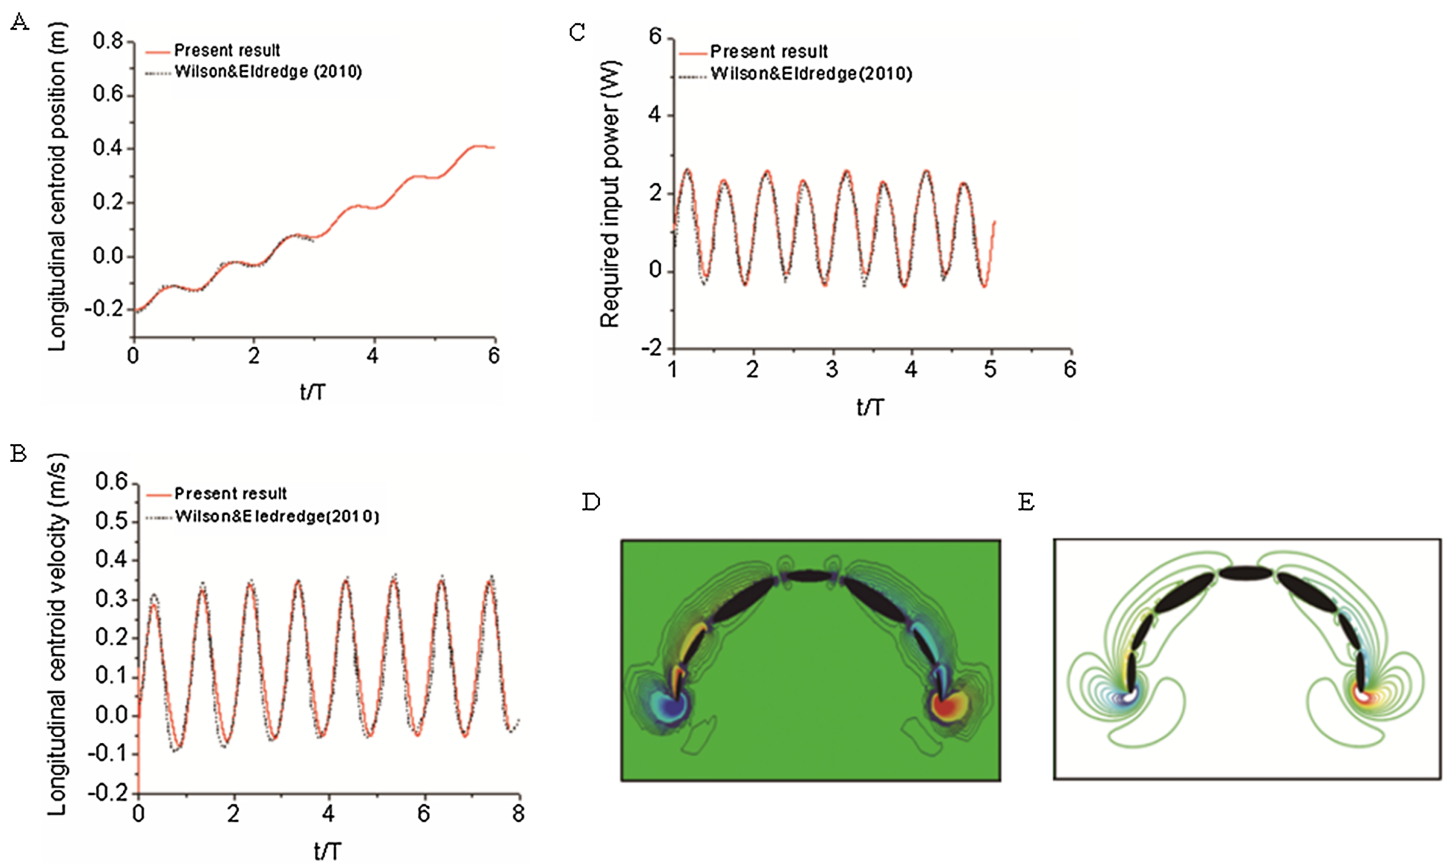 A
Longitudinal centroid position (m)
0.8
0.6
0.4
0.2
0.0
-0.2
Present result
Wilson&Eldredge (2010)
0 2 4 6
t/T
C
Required input power (W)
6
4
2
0
-2
Present result
Wilson&Eldredge(2010)
1 2 3 4 5 6
t/T
B
Longitudinal centroid velocity (m/s)
0.6
0.5
0.4
0.3
0.2
0.1
0.0
-0.1
-0.2
Present result
Wilson&Eledredge(2010)
0 2 4 6 8
t/T
D
E